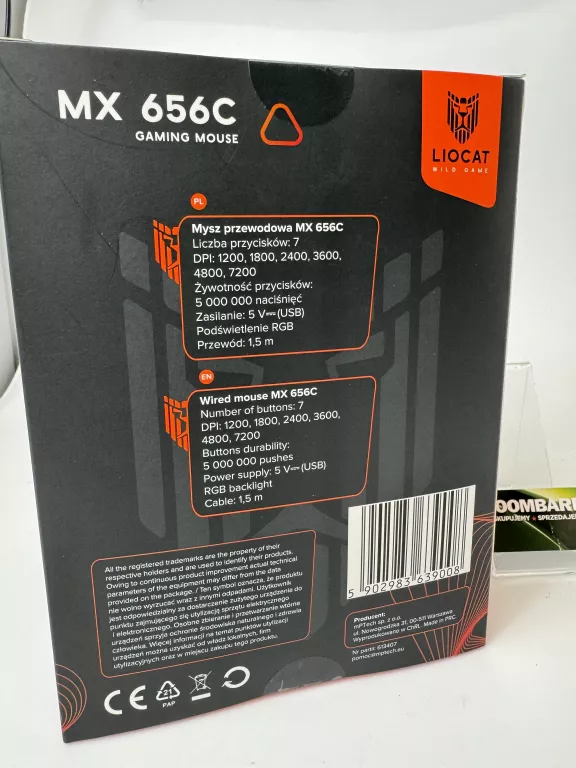 MX 656C
GAMING MOUSE
LIOCAT
WILD GAME
PL
Mysz przewodowa MX 656C
Liczba przycisków: 7
DPI: 1200, 1800, 2400, 3600,
4800, 7200
Żywotność przycisków:
5 000 000 naciśnięć
Zasilanie: 5 V⎓(USB)
Podświetlenie RGB
Przewód: 1,5 m
EN
Wired mouse MX 656C
Number of buttons: 7
DPI: 1200, 1800, 2400, 3600,
4800, 7200
Buttons durability:
5 000 000 pushes
Power supply: 5 V⎓(USB)
RGB backlight
Cable: 1,5 m
All the registered trademarks are the property of their
respective holders and are used to identify their products.
Owing to continuous product improvement actual technical
parameters of the equipment may differ from the data
provided on the package. / Ten symbol oznacza, że produktu
nie wolno wyrzucać wraz z innymi odpadami. Użytkownik
jest odpowiedzialny za dostarczenie zużytego urządzenia do
punktu zajmującego się utylizacją sprzętu elektrycznego
i elektronicznego. Osobne zbieranie i przetwarzanie wtórne
urządzeń sprzyja ochronie środowiska naturalnego i zdrowia
człowieka. Więcej informacji na temat punktów utylizacji
urządzeń można uzyskać od władz lokalnych, firm
utylizacyjnych oraz w miejscu zakupu tego produktu.
5 902983 639008
Producent:
mPTech sp. z o.o.
ul. Nowogrodzka 31, 00-511 Warszawa
Wyprodukowano w ChRL. Made in PRC
Nr partii: 613407
pomoc@mptech.eu
CE
21
PAP
OOMBARD
SKUPUJEMY SPRZEDAJEM